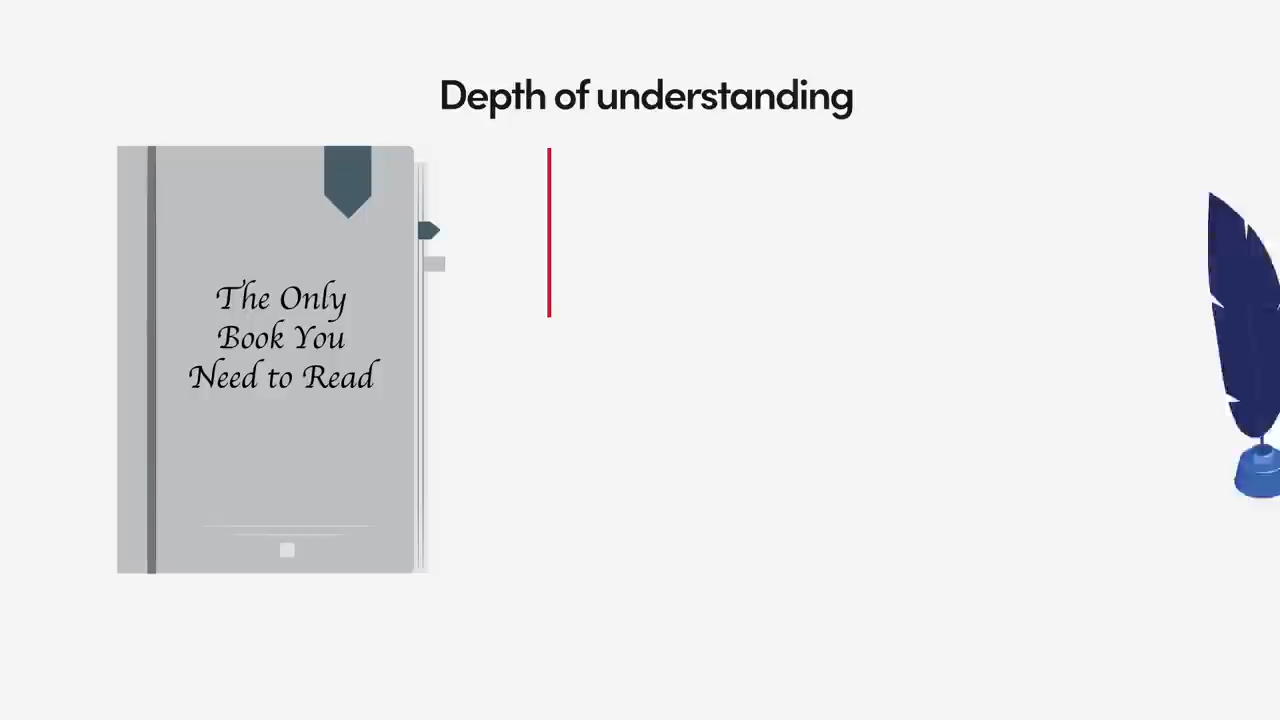 Depth of understanding
The Only
Book You
Need to Read